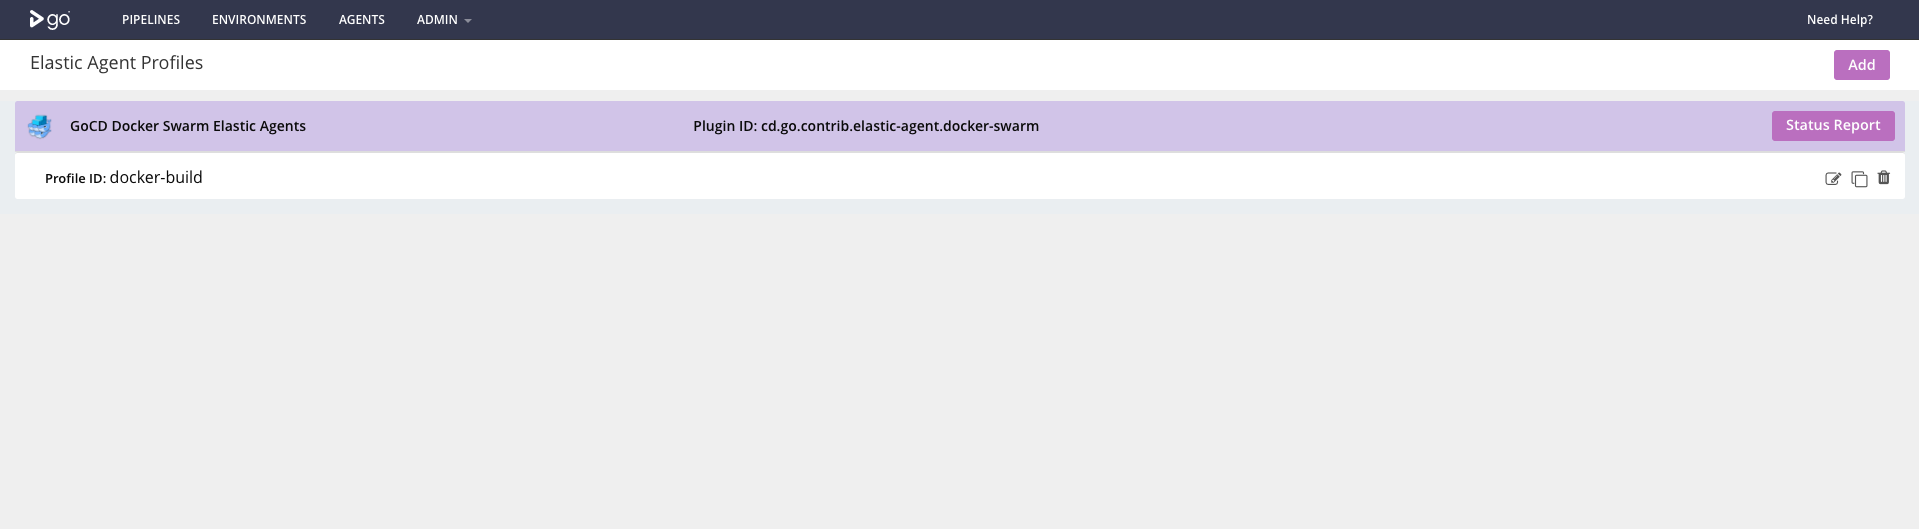 go PIPELINES ENVIRONMENTS AGENTS ADMIN Need Help?
Elastic Agent Profiles Add
GoCD Docker Swarm Elastic Agents Plugin ID: cd.go.contrib.elastic-agent.docker-swarm Status Report
Profile ID: docker-build